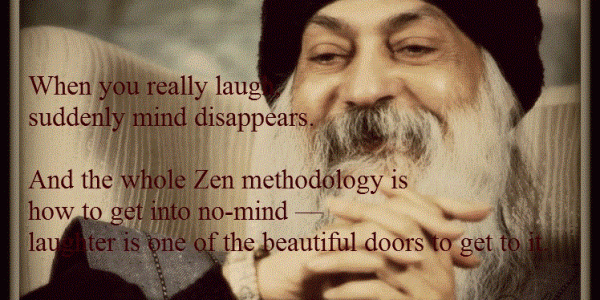 When you really laugh
suddenly mind disappears.
And the whole Zen methodology is
how to get into no-mind —
laughter is one of the beautiful doors to get to it.